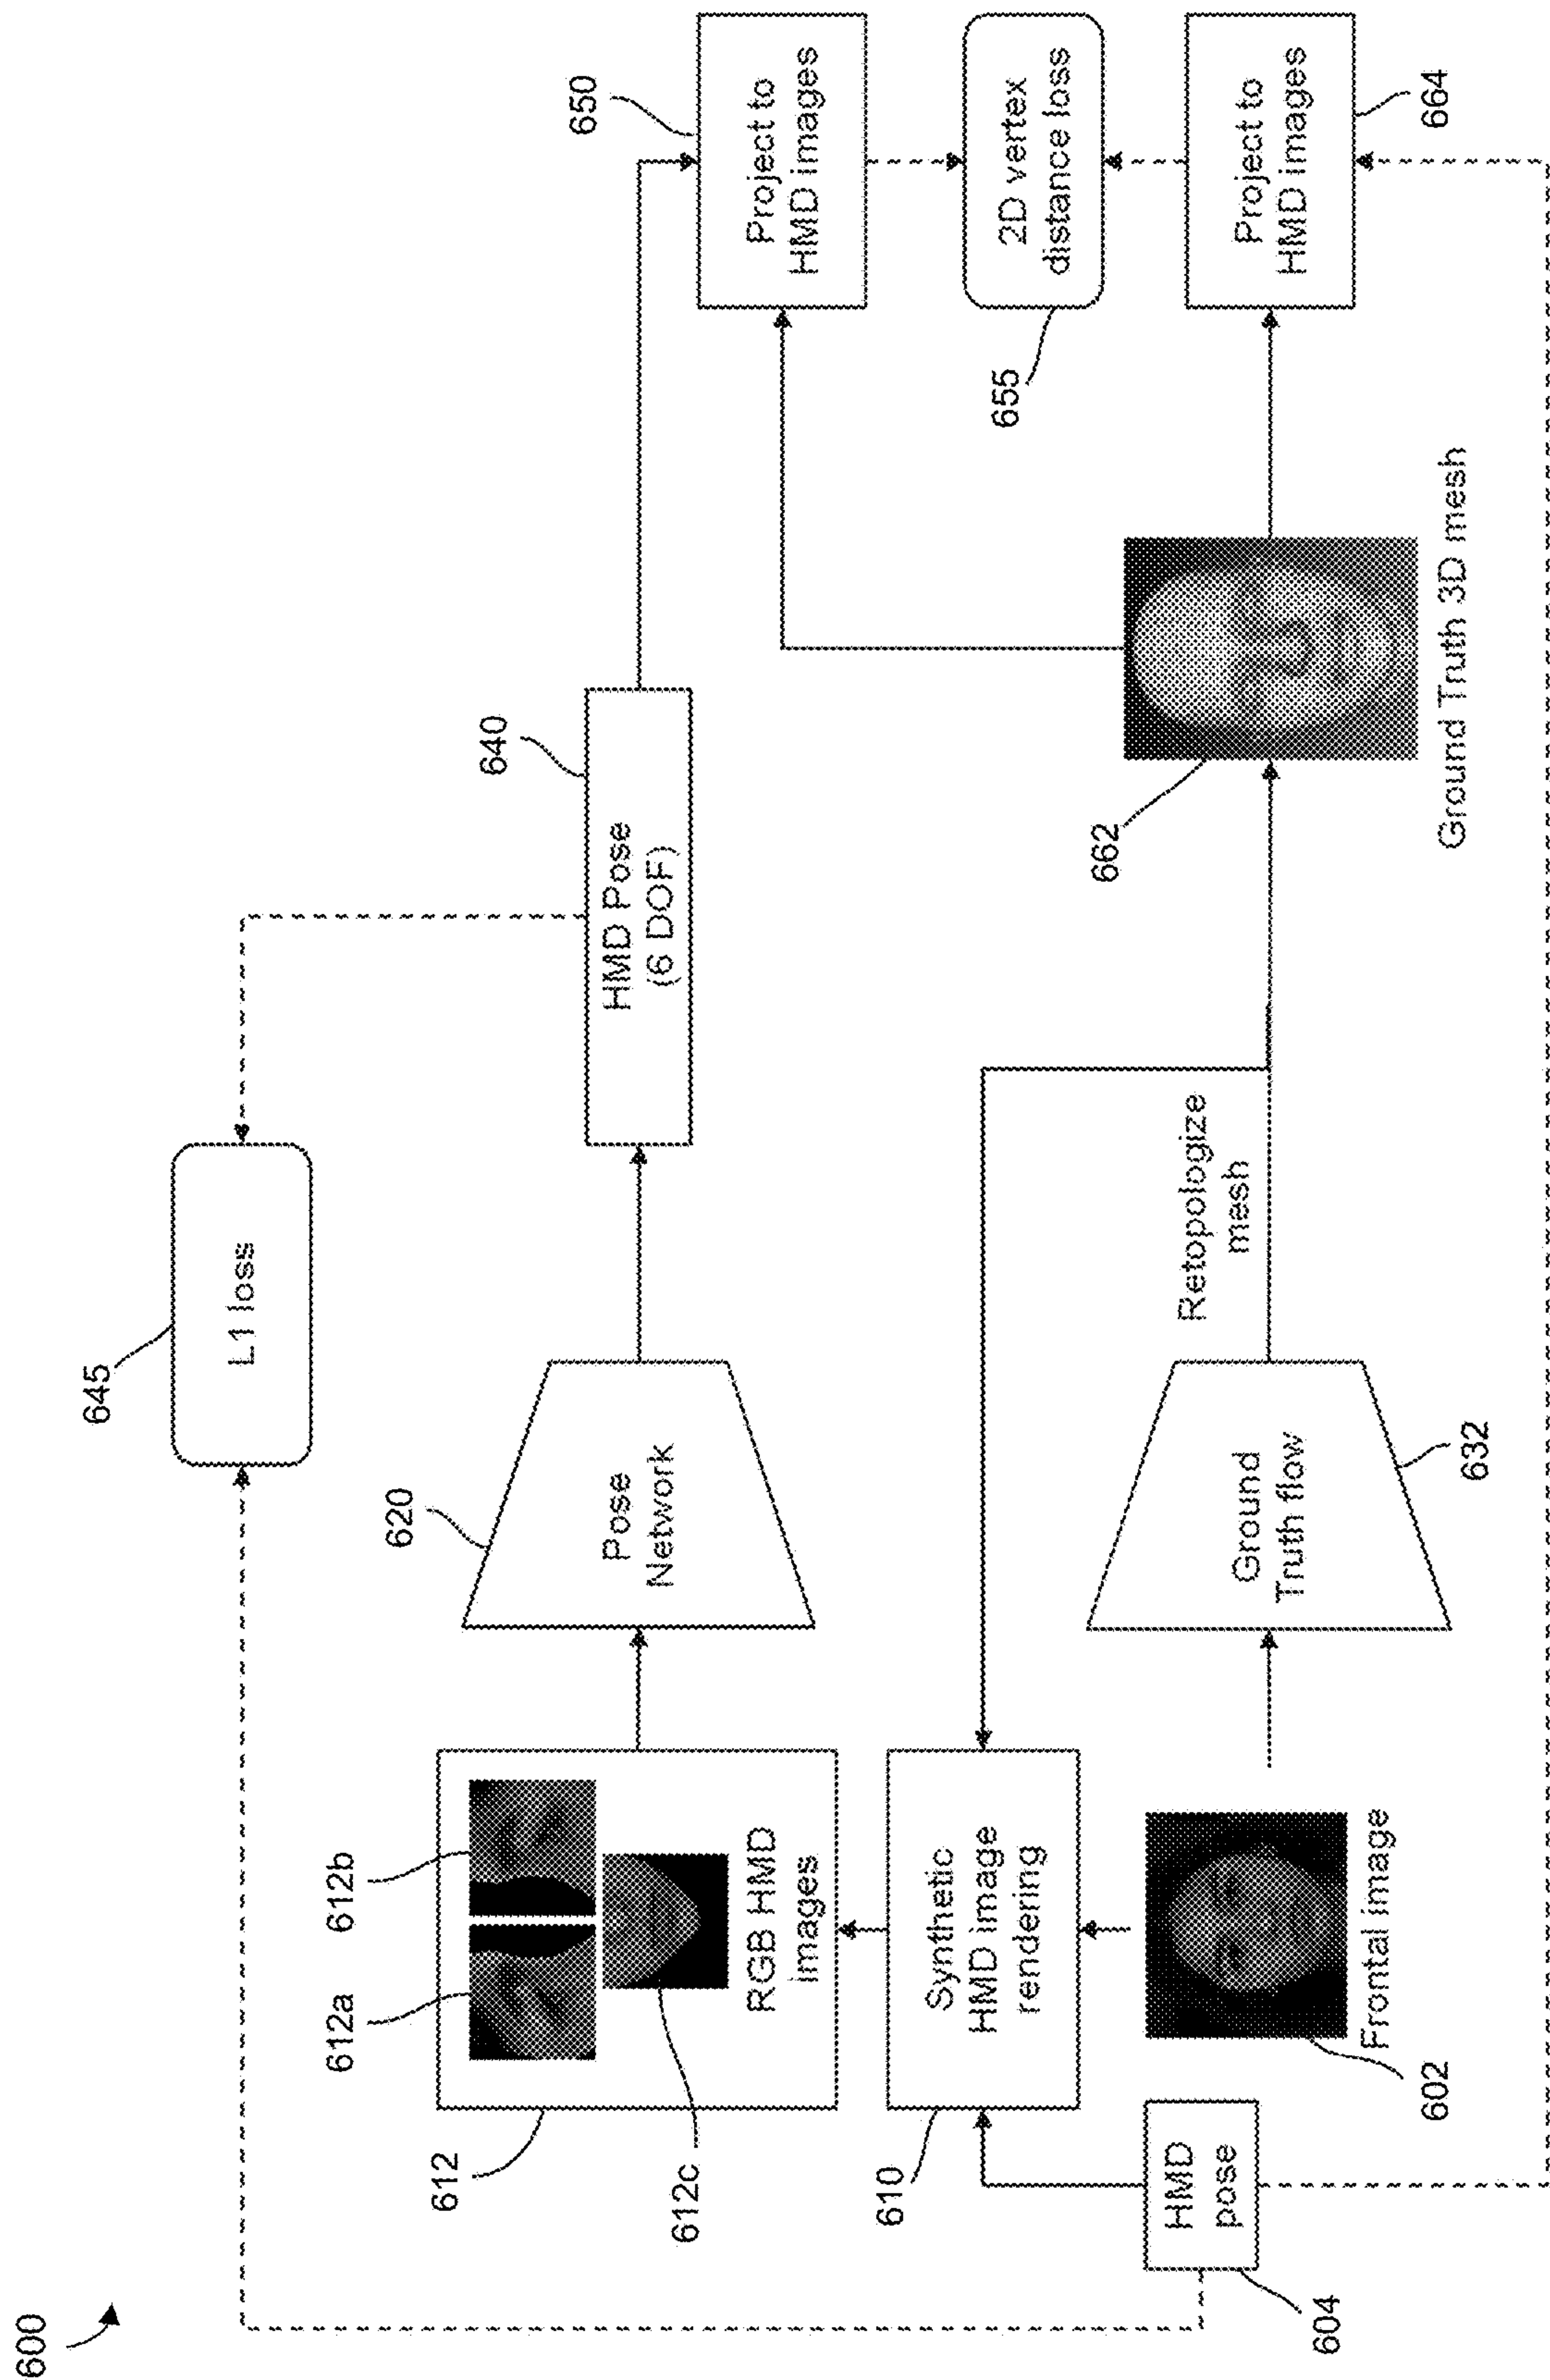 600
645
L1 loss
612a
612b
612
612c
RGB HMD
images
620
Pose
Network
640
HMD Pose
(6 DOF)
650
Project to
HMD images
655
2D vertex
distance loss
610
Synthetic
HMD image
rendering
604
HMD
pose
602
Frontal image
Ground
Truth flow
632
Retopologize
mesh
662
Ground Truth 3D mesh
Project to
HMD images
664